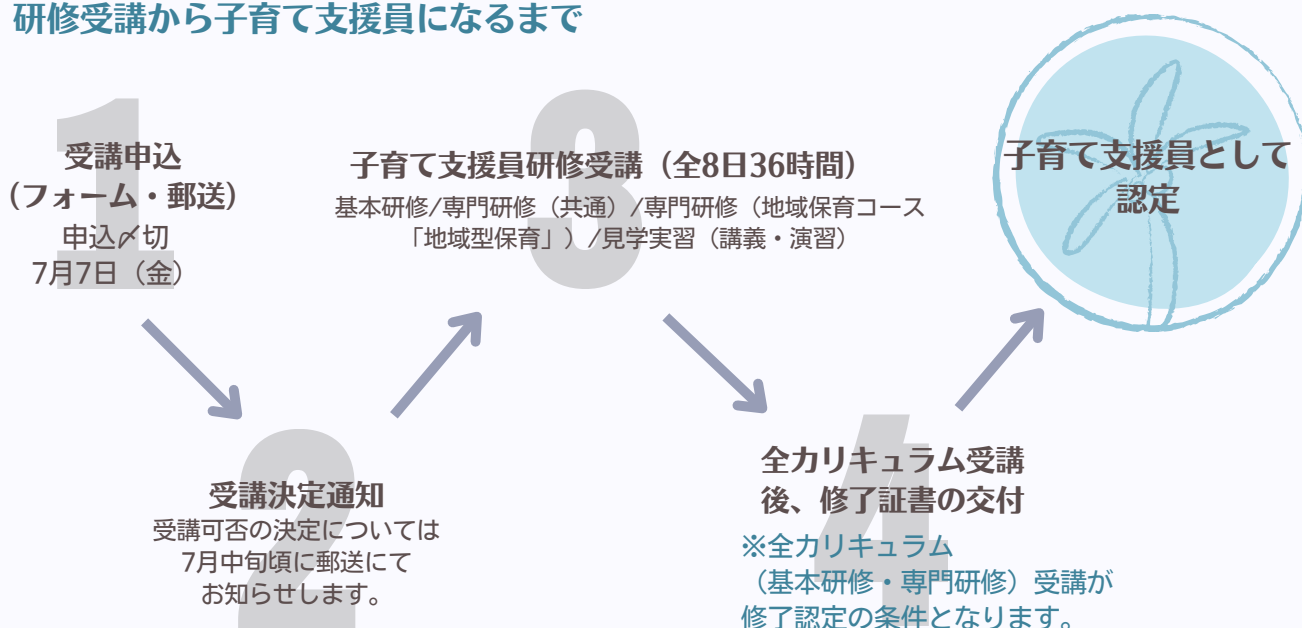 研修受講から子育て支援員になるまで
1
受講申込
(フォーム・郵送)
申込〆切
7月7日（金）
2
受講決定通知
受講可否の決定については
7月中旬頃に郵送にて
お知らせします。
3
子育て支援員研修受講（全8日36時間）
基本研修/専門研修（共通）/専門研修（地域保育コース
「地域型保育」）/見学実習（講義・演習）
4
全カリキュラム受講
後、修了証書の交付
※全カリキュラム
（基本研修・専門研修）受講が
修了認定の条件となります。
子育て支援員として
認定